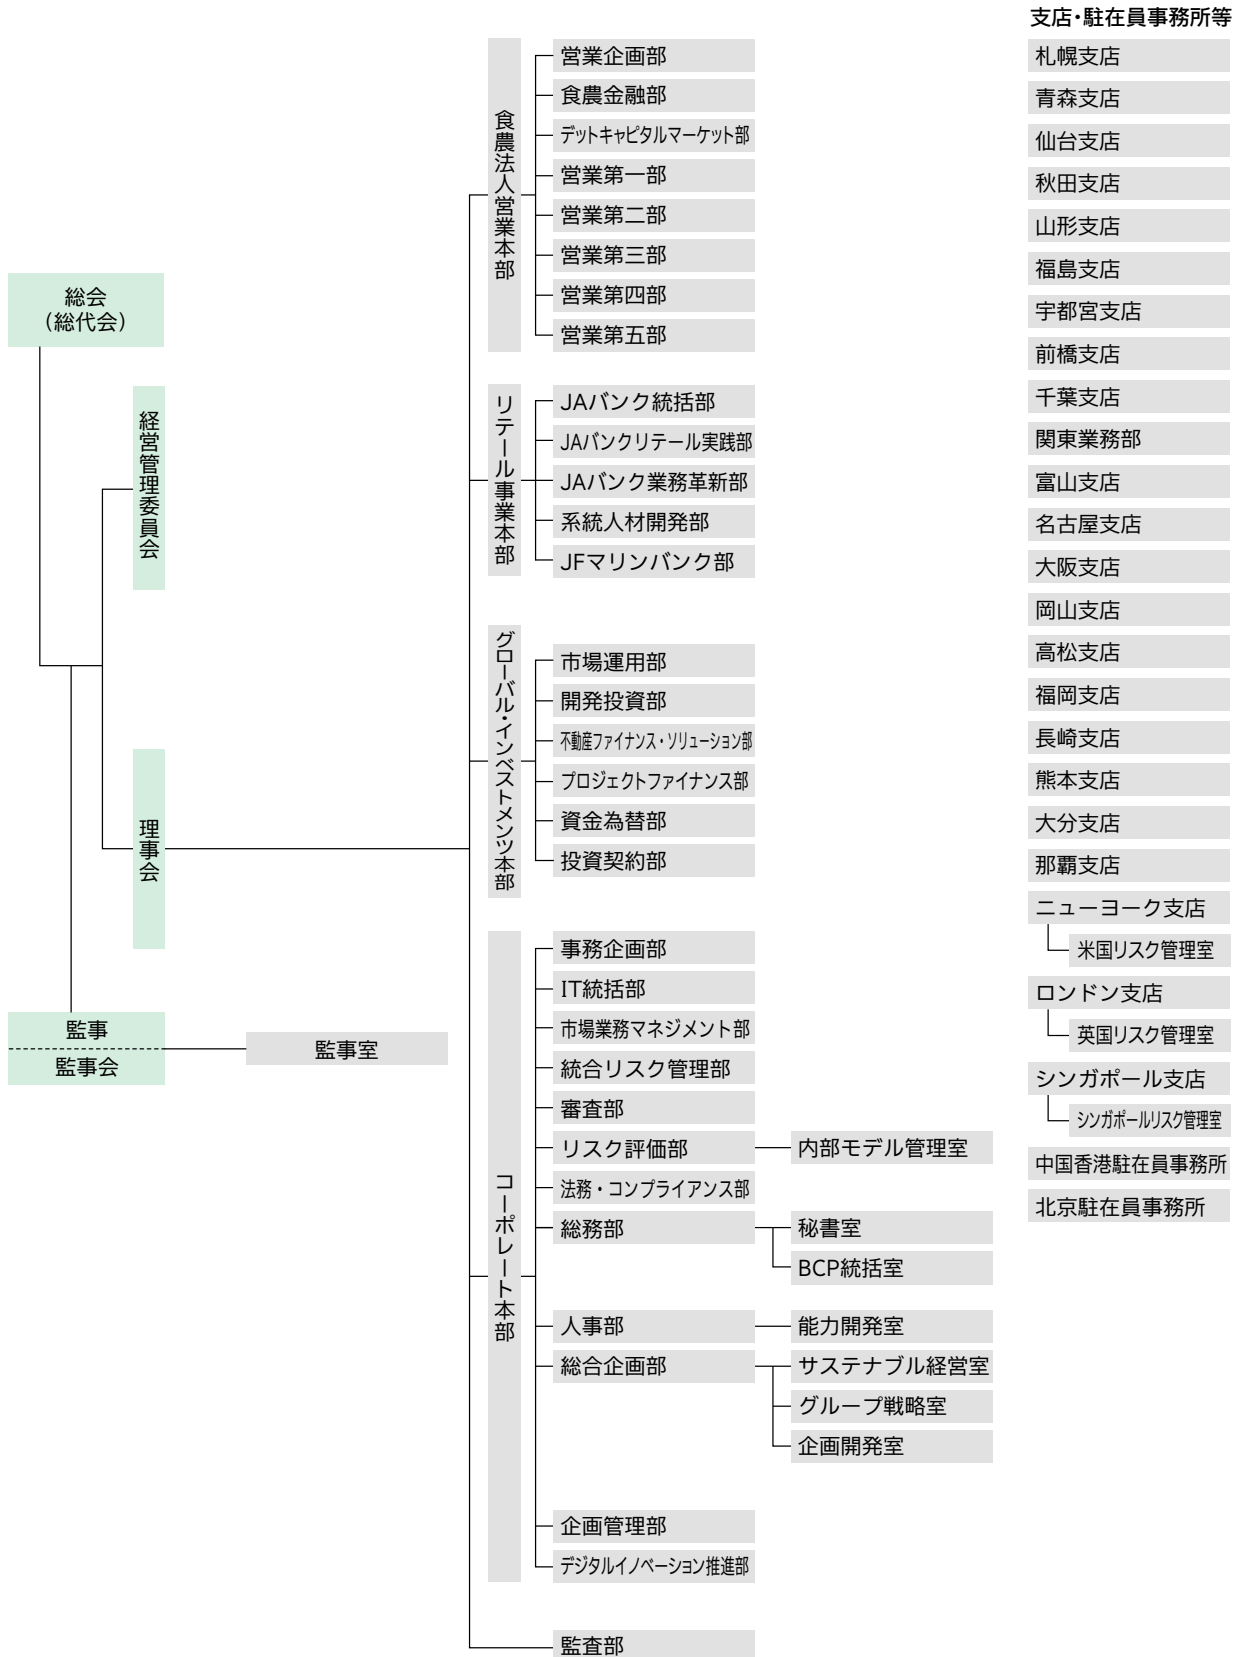 総会
（総代会）
経営管理委員会
理事会
監事
監事会
監事室
食農法人営業本部
営業企画部
食農金融部
デットキャピタルマーケット部
営業第一部
営業第二部
営業第三部
営業第四部
営業第五部
リテール事業本部
JAバンク統括部
JAバンクリテール実践部
JAバンク業務革新部
系統人材開発部
JFマリンバンク部
グローバル・インベストメンツ本部
市場運用部
開発投資部
不動産ファイナンス・ソリューション部
プロジェクトファイナンス部
資金為替部
投資契約部
コーポレート本部
事務企画部
IT統括部
市場業務マネジメント部
統合リスク管理部
審査部
リスク評価部
内部モデル管理室
法務・コンプライアンス部
総務部
秘書室
BCP統括室
人事部
能力開発室
総合企画部
サステナブル経営室
グループ戦略室
企画開発室
企画管理部
デジタルイノベーション推進部
監査部
支店・駐在員事務所等
札幌支店
青森支店
仙台支店
秋田支店
山形支店
福島支店
宇都宮支店
前橋支店
千葉支店
関東業務部
富山支店
名古屋支店
大阪支店
岡山支店
高松支店
福岡支店
長崎支店
熊本支店
大分支店
那覇支店
ニューヨーク支店
米国リスク管理室
ロンドン支店
英国リスク管理室
シンガポール支店
シンガポールリスク管理室
中国香港駐在員事務所
北京駐在員事務所